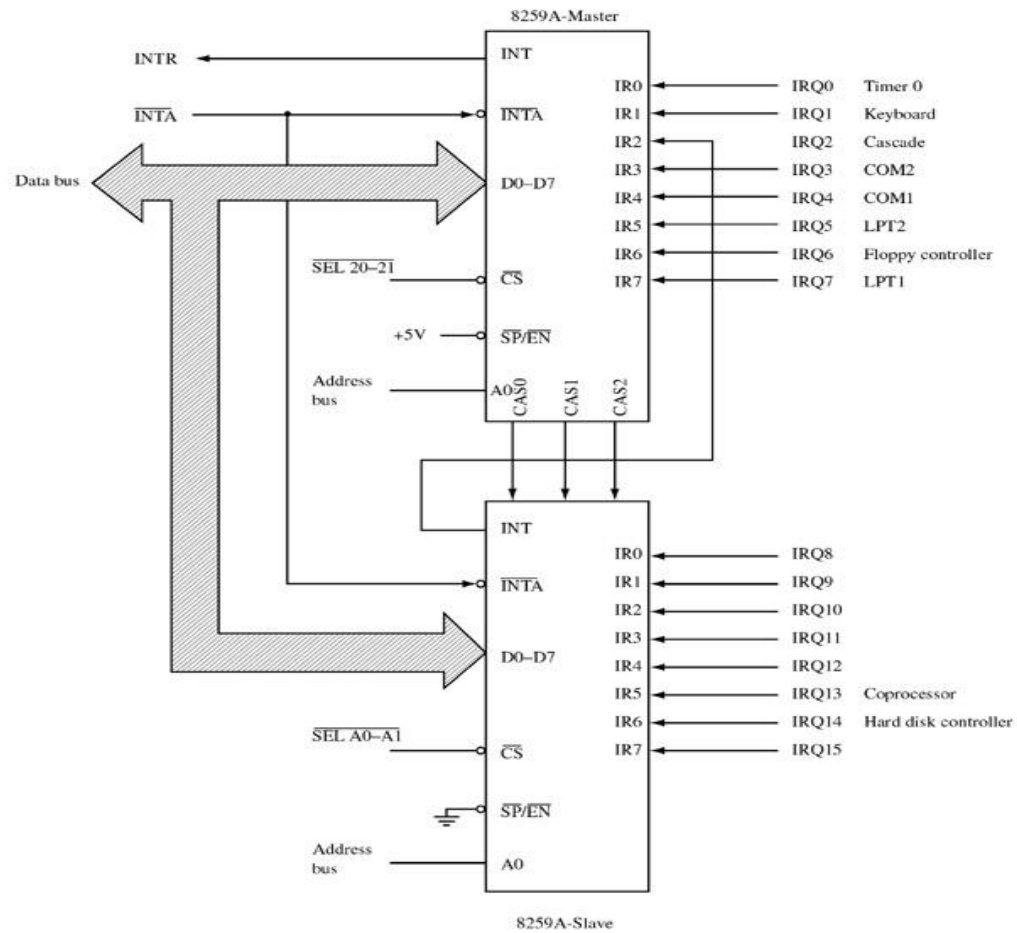 8259A-Master
INTR
INT
IR0
IRQ0 Timer 0
INTA
INTA
IR1
IRQ1 Keyboard
IR2
IRQ2 Cascade
Data bus
D0–D7
IR3
IRQ3 COM2
IR4
IRQ4 COM1
IR5
IRQ5 LPT2
SEL 20–21
CS
IR6
IRQ6 Floppy controller
IR7
IRQ7 LPT1
+5V
SP/EN
Address
bus
A0
CAS0
CAS1
CAS2
INT
IR0
IRQ8
INTA
IR1
IRQ9
IR2
IRQ10
IR3
IRQ11
D0–D7
IR4
IRQ12
IR5
IRQ13 Coprocessor
IR6
IRQ14 Hard disk controller
SEL A0–A1
CS
IR7
IRQ15
SP/EN
Address
bus
A0
8259A-Slave